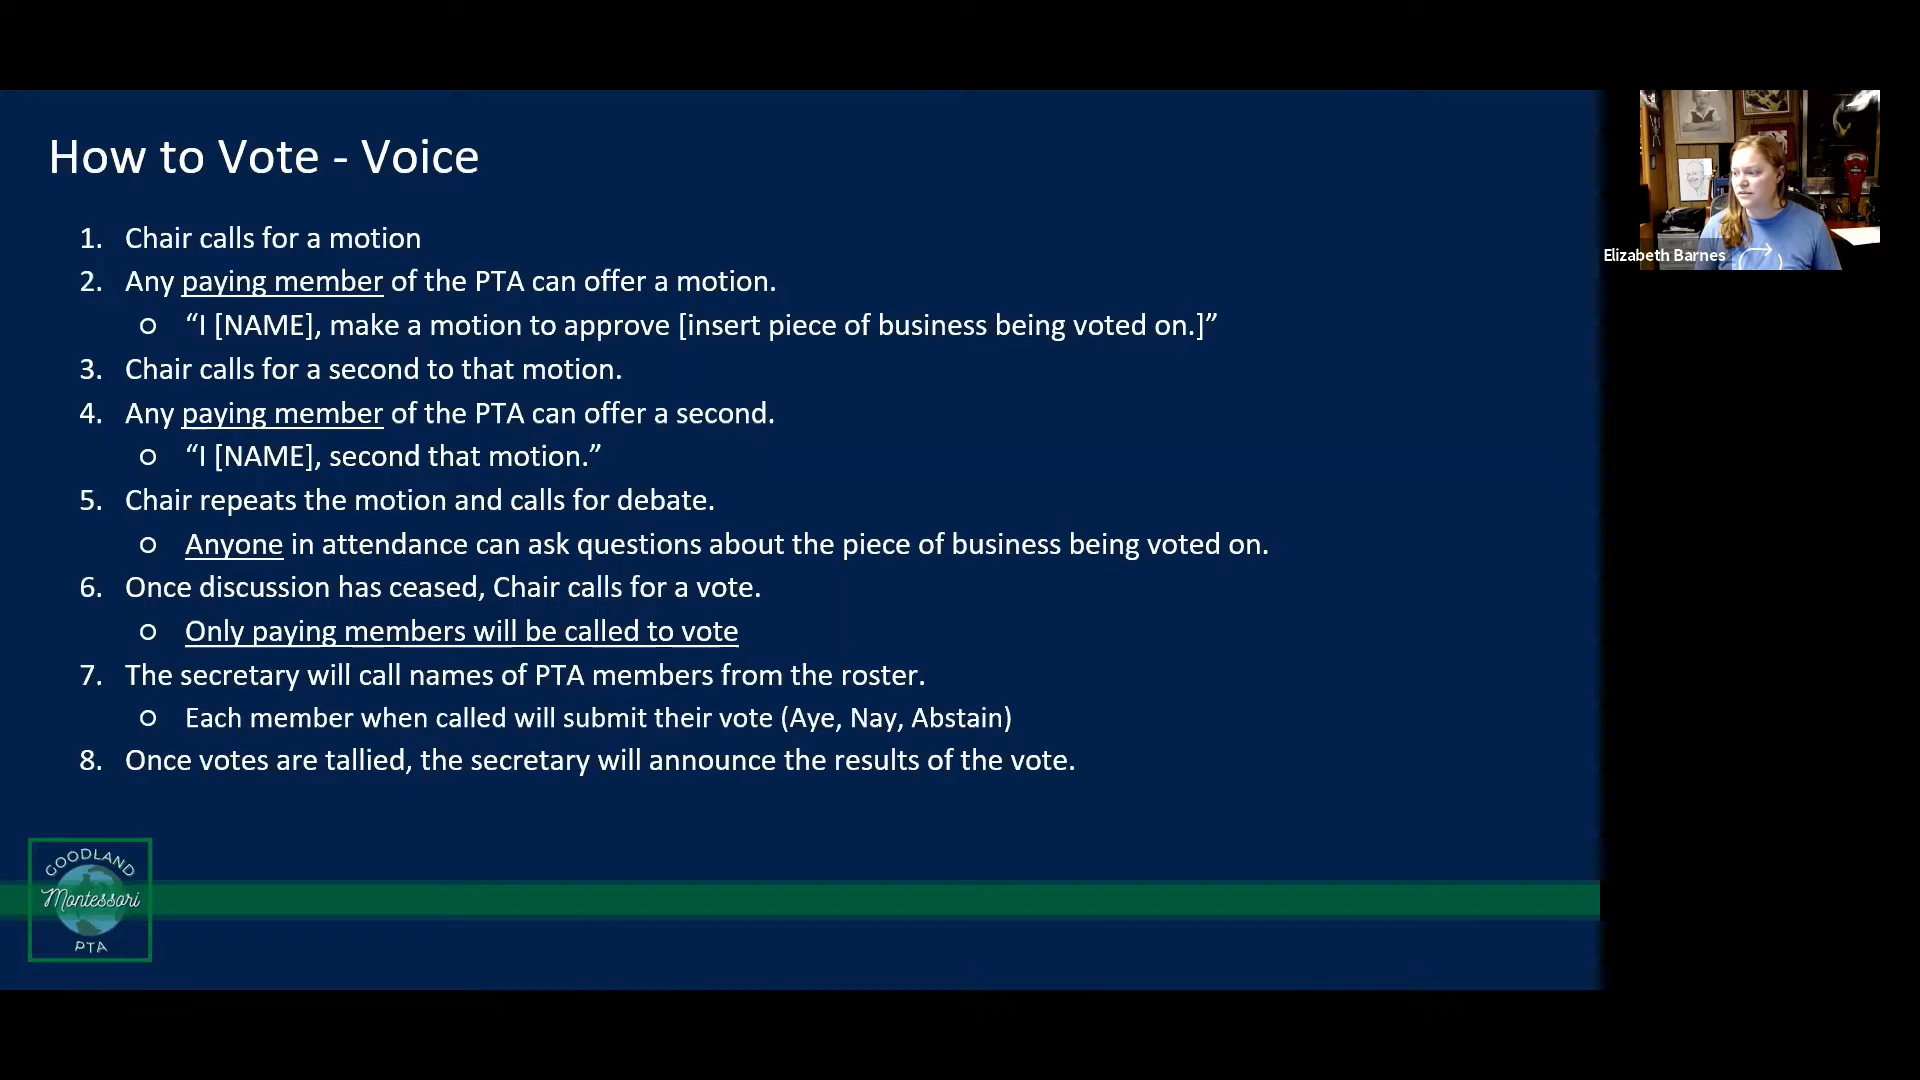 How to Vote - Voice
1. Chair calls for a motion
2. Any paying member of the PTA can offer a motion.
○ “I [NAME], make a motion to approve [insert piece of business being voted on.]”
3. Chair calls for a second to that motion.
4. Any paying member of the PTA can offer a second.
○ “I [NAME], second that motion.”
5. Chair repeats the motion and calls for debate.
○ Anyone in attendance can ask questions about the piece of business being voted on.
6. Once discussion has ceased, Chair calls for a vote.
○ Only paying members will be called to vote
7. The secretary will call names of PTA members from the roster.
○ Each member when called will submit their vote (Aye, Nay, Abstain)
8. Once votes are tallied, the secretary will announce the results of the vote.
GOODLAND
Montessori
PTA
Elizabeth Barnes